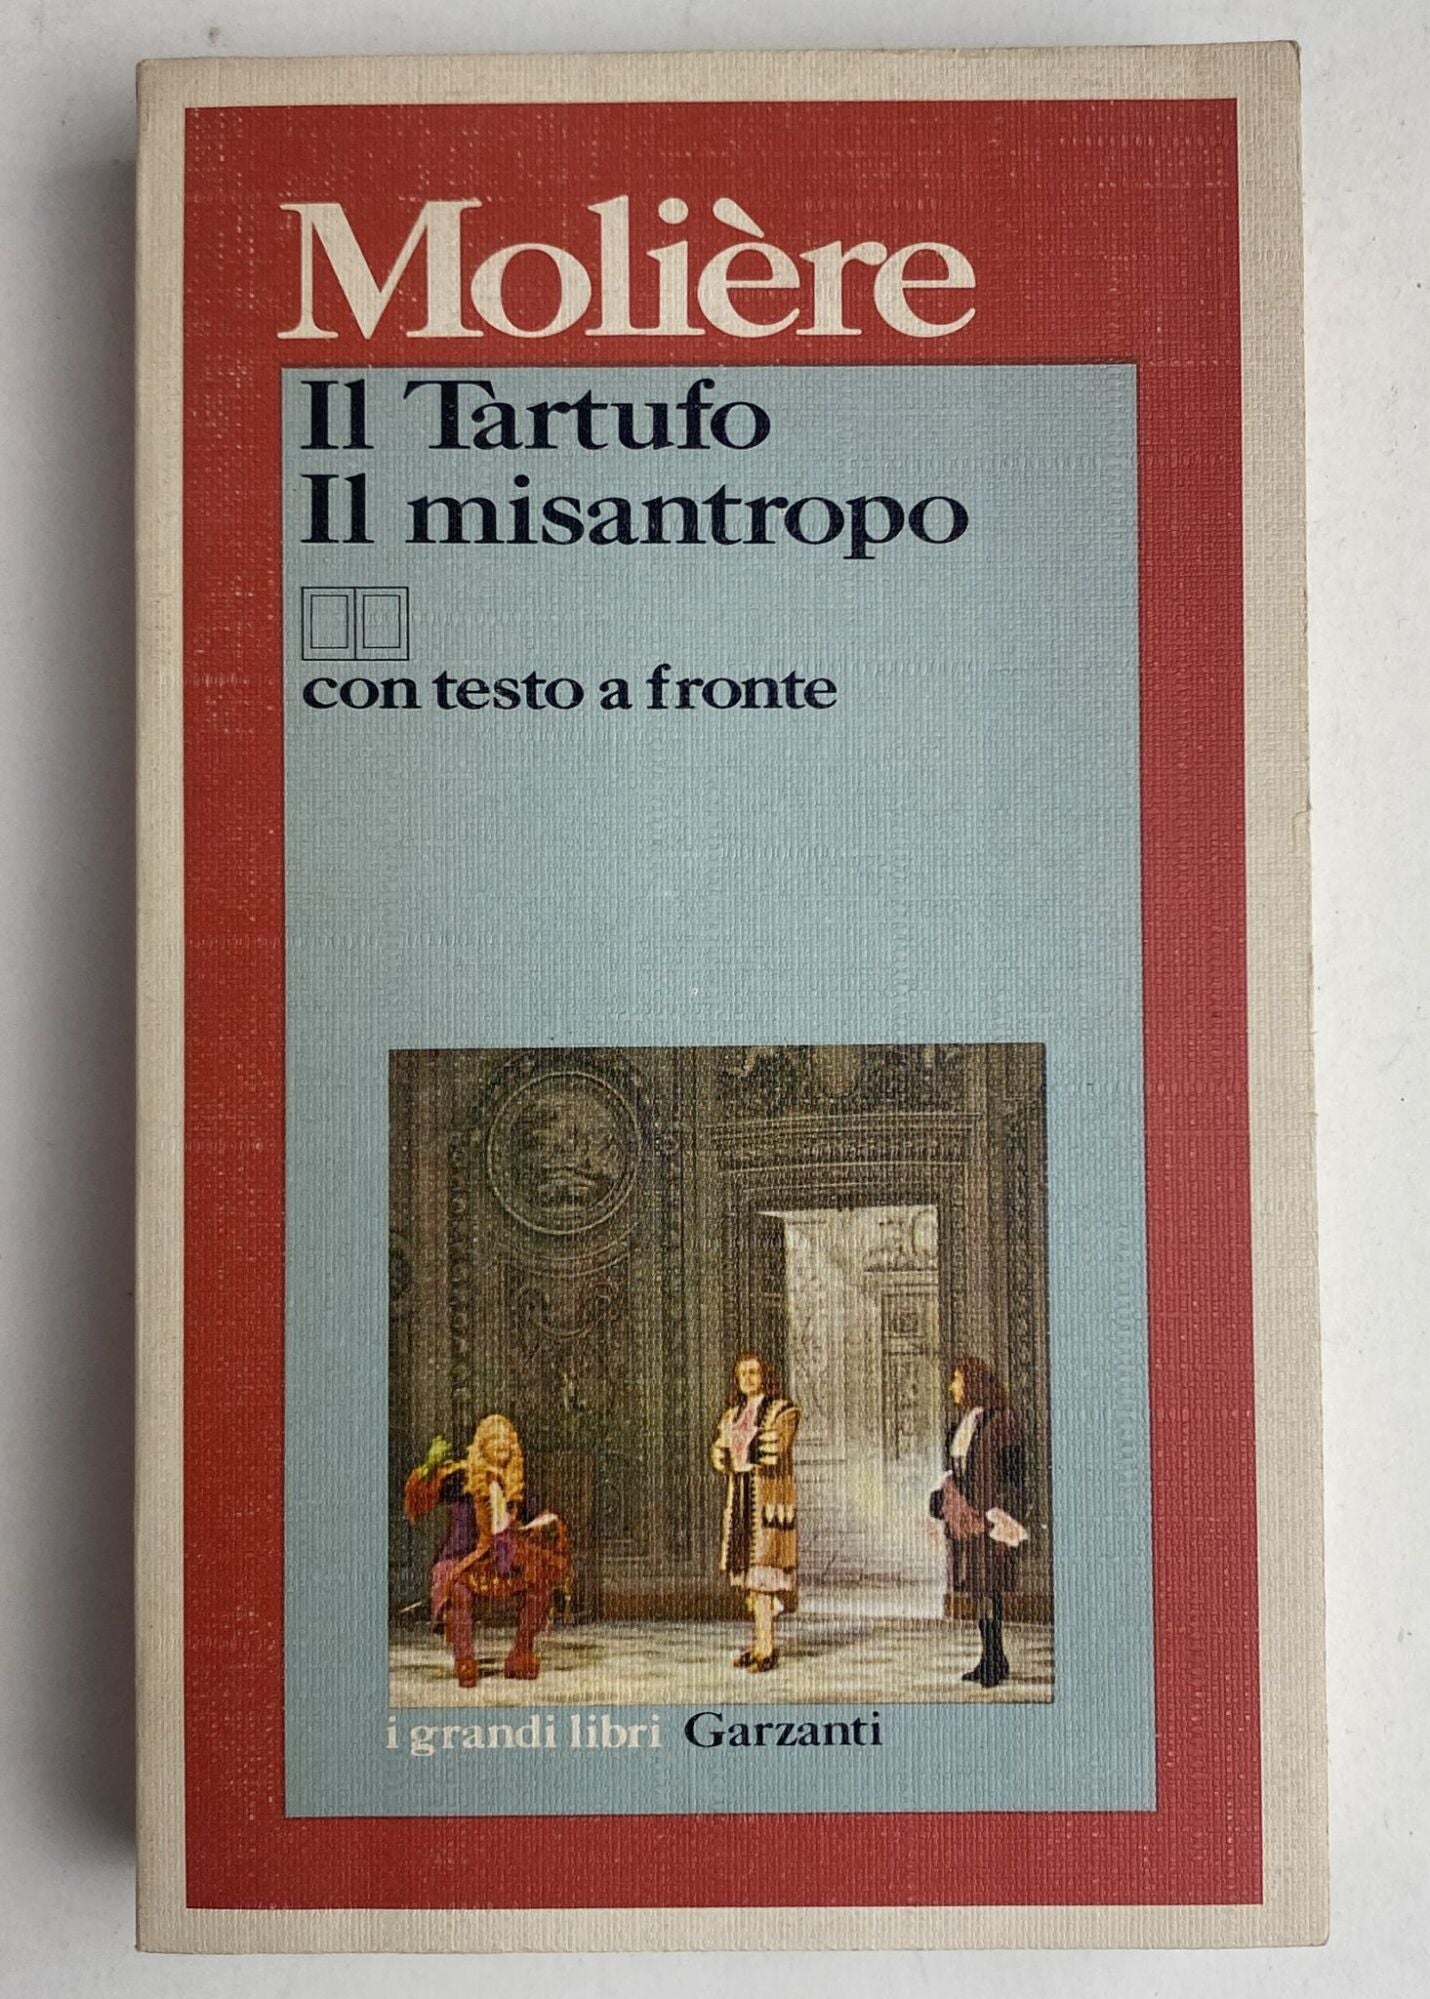 Molière
Il Tartufo
Il misantropo
con testo a fronte
i grandi libri Garzanti